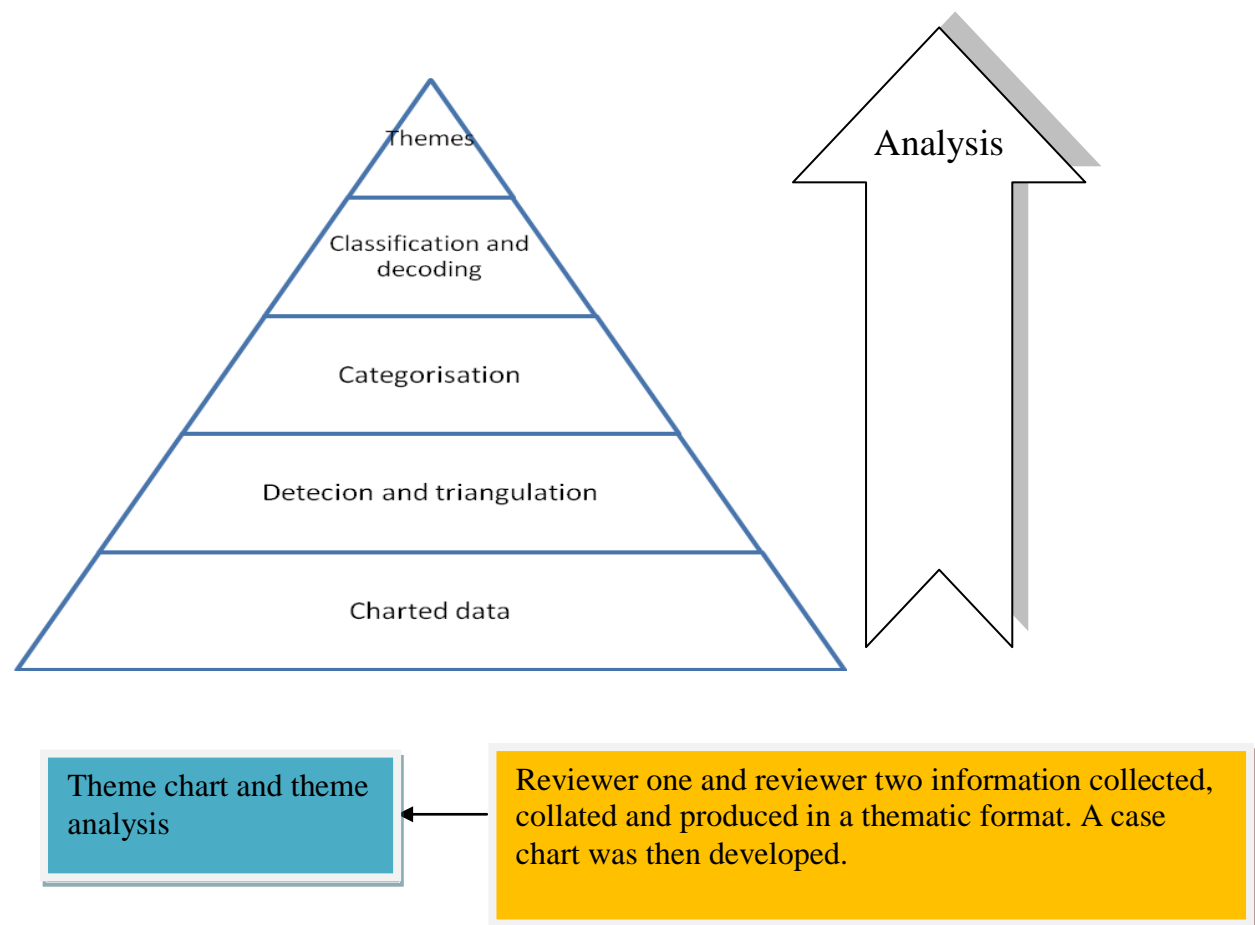 Themes
Classification and
decoding
Categorisation
Detecion and triangulation
Charted data
Analysis
Theme chart and theme
analysis
Reviewer one and reviewer two information collected,
collated and produced in a thematic format. A case
chart was then developed.